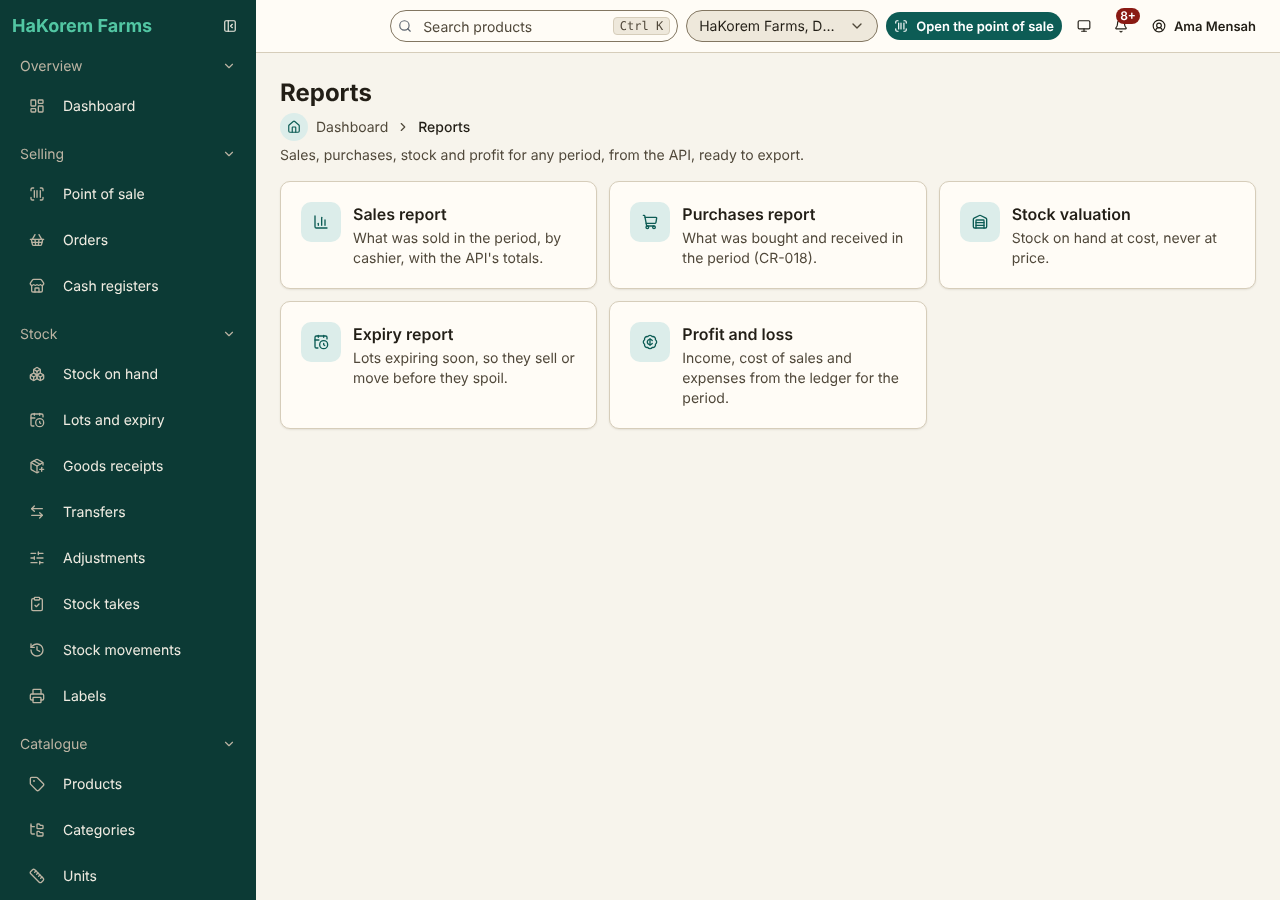 HaKorem Farms
Search products
Ctrl K
HaKorem Farms, D...
Open the point of sale
8+
Ama Mensah
Overview
Dashboard
Selling
Point of sale
Orders
Cash registers
Stock
Stock on hand
Lots and expiry
Goods receipts
Transfers
Adjustments
Stock takes
Stock movements
Labels
Catalogue
Products
Categories
Units
Reports
Dashboard
Reports
Sales, purchases, stock and profit for any period, from the API, ready to export.
Sales report
What was sold in the period, by
cashier, with the API's totals.
Purchases report
What was bought and received in
the period (CR-018).
Stock valuation
Stock on hand at cost, never at
price.
Expiry report
Lots expiring soon, so they sell or
move before they spoil.
Profit and loss
Income, cost of sales and
expenses from the ledger for the
period.